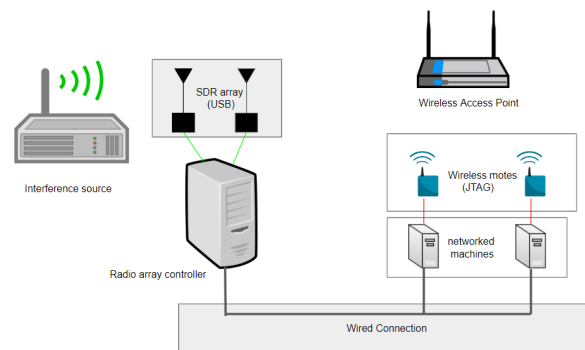 SDR array
(USB)
Wireless Access Point
Interference source
Wireless motes
(JTAG)
networked
machines
Radio array controller
Wired Connection